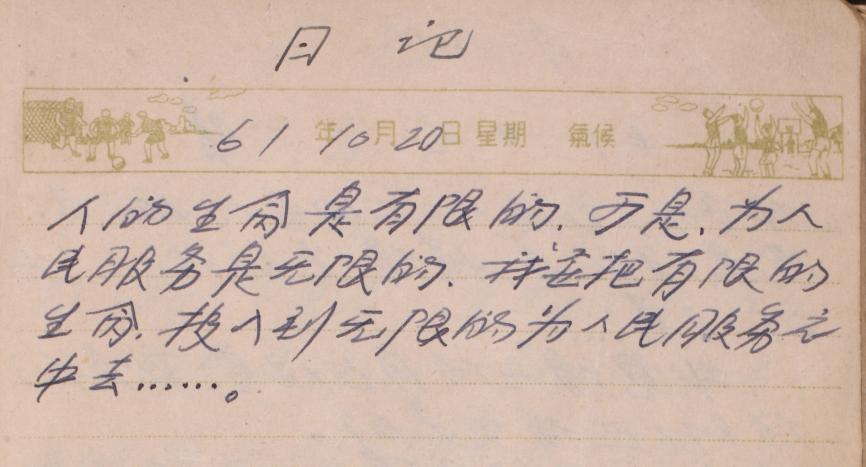 日记
61年10月20日 星期 氣候
人的生命是有限的.可是.为人
民服务是无限的.我要把有限的
生命.投入到无限的为人民服务之
中去……。